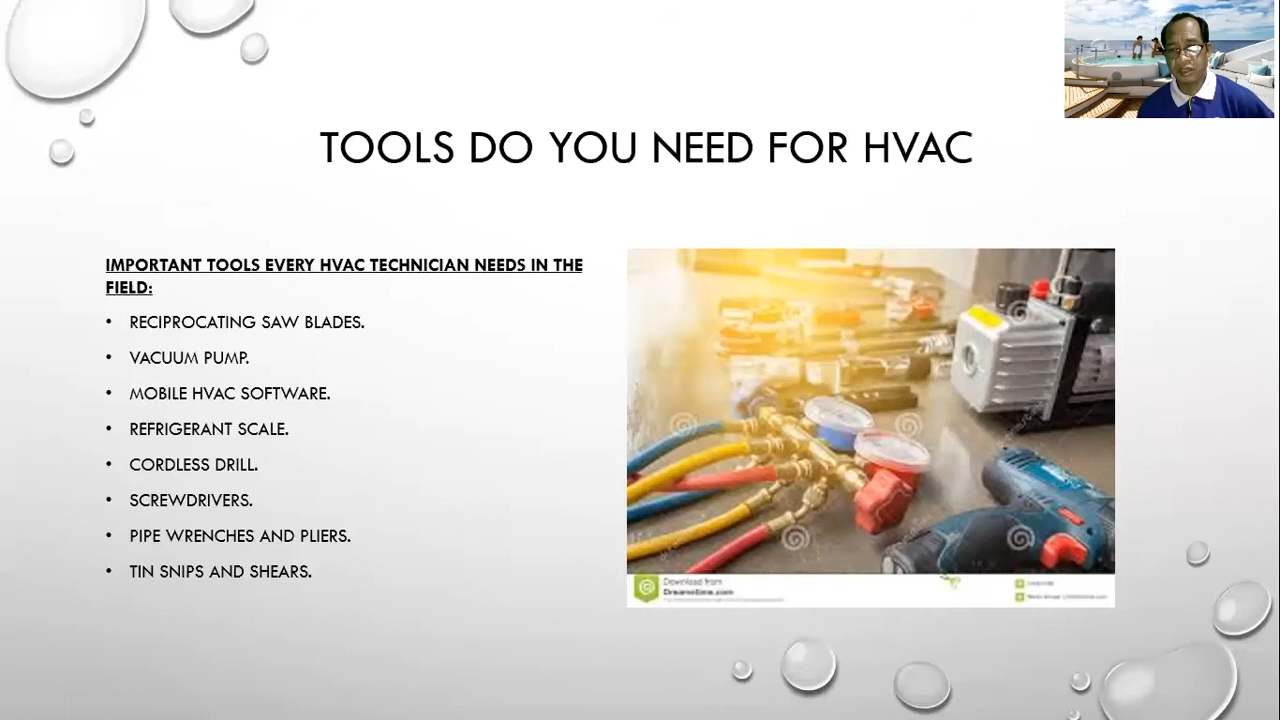 TOOLS DO YOU NEED FOR HVAC
IMPORTANT TOOLS EVERY HVAC TECHNICIAN NEEDS IN THE
FIELD:
• RECIPROCATING SAW BLADES.
• VACUUM PUMP.
• MOBILE HVAC SOFTWARE.
• REFRIGERANT SCALE.
• CORDLESS DRILL.
• SCREWDRIVERS.
• PIPE WRENCHES AND PLIERS.
• TIN SNIPS AND SHEARS.
Download from
Dreamstime.com